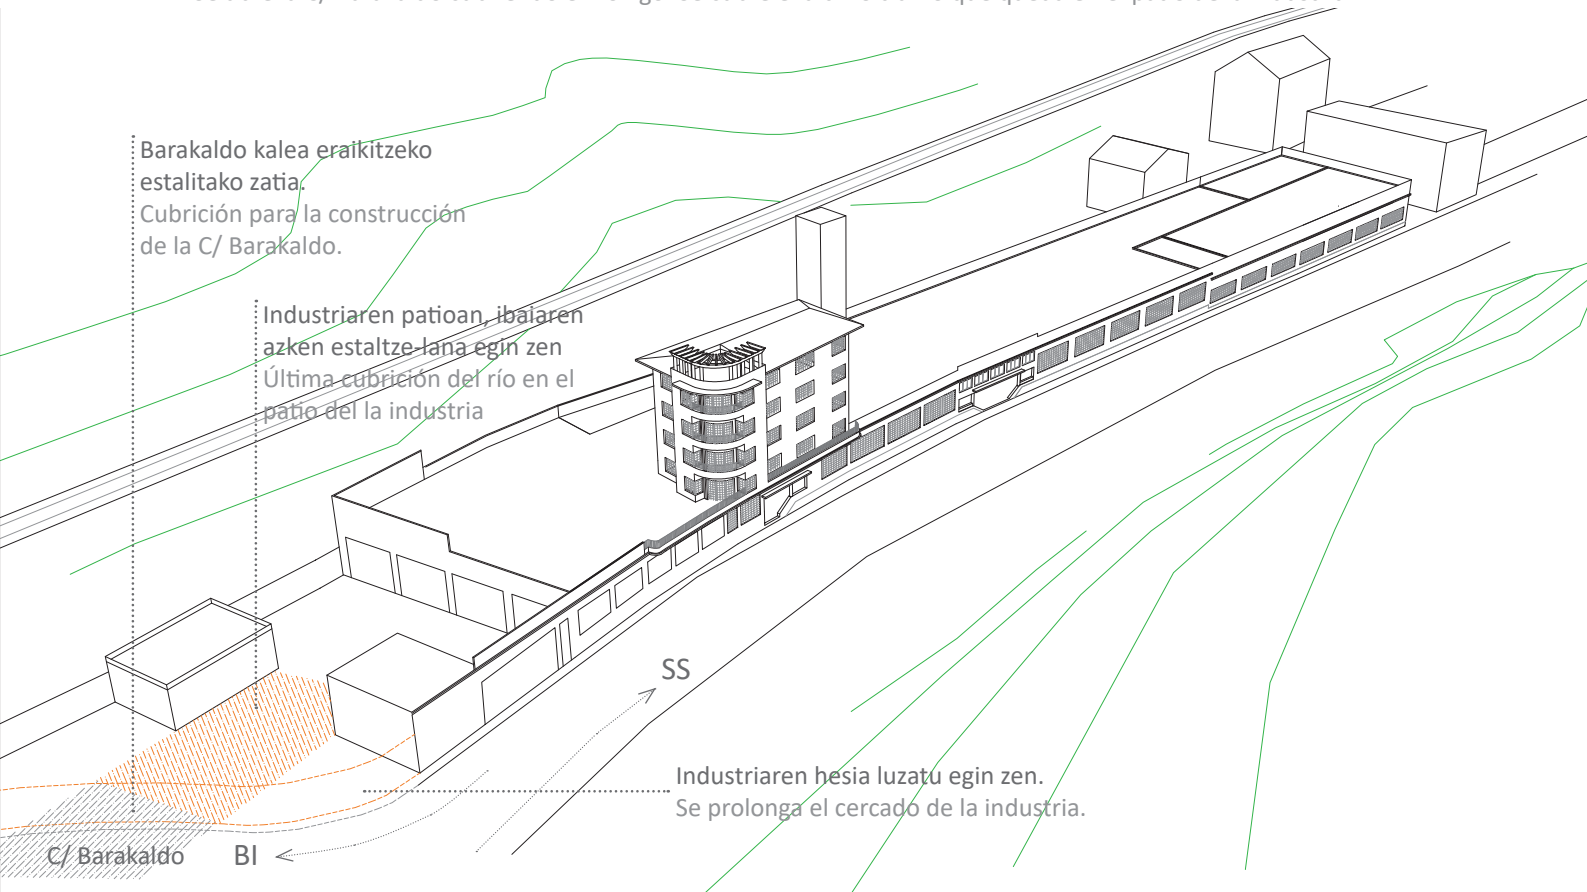 Barakaldo kalea eraikitzeko
estalitako zatia.
Cubrición para la construcción
de la C/ Barakaldo.
Industriaren patioan, ibaiaren
azken estaltze-lana egin zen
Última cubrición del río en el
patio del la industria
SS
Industriaren hesia luzatu egin zen.
Se prolonga el cercado de la industria.
C/ Barakaldo
BI